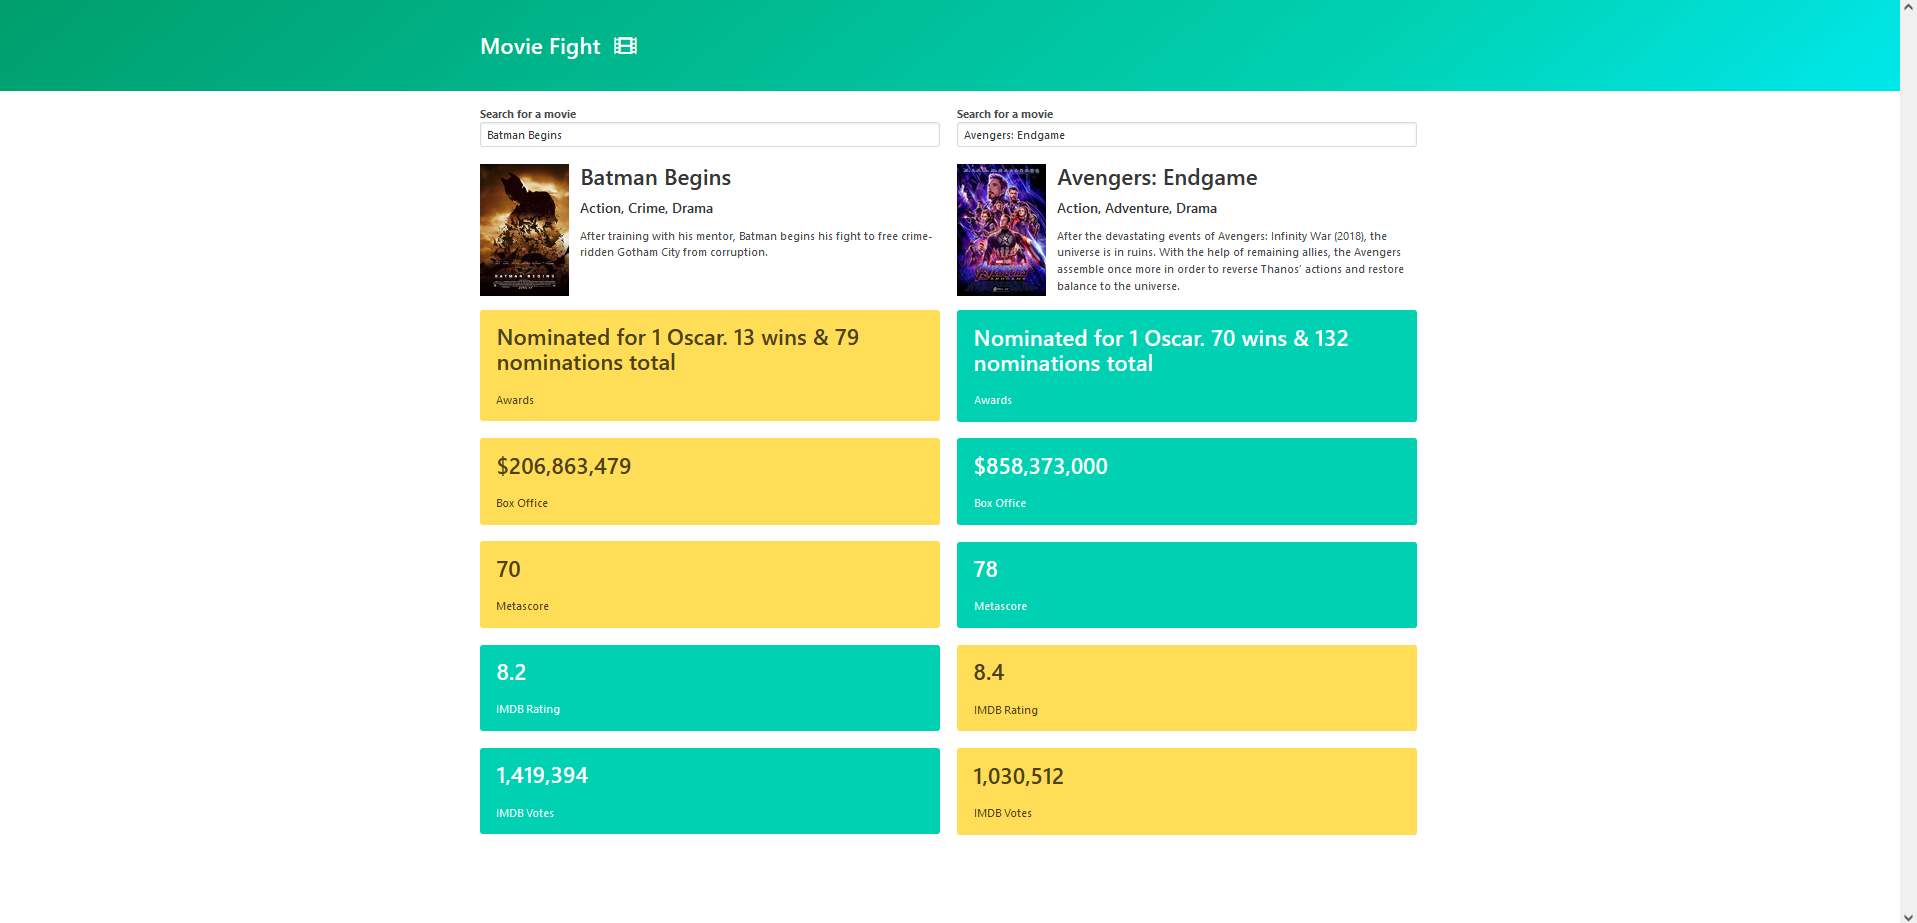 Movie Fight
Search for a movie
Batman Begins
Batman Begins
Action, Crime, Drama
After training with his mentor, Batman begins his fight to free crime-
ridden Gotham City from corruption.
BATMAN BEGINS
Nominated for 1 Oscar. 13 wins & 79
nominations total
Awards
$206,863,479
Box Office
70
Metascore
8.2
IMDB Rating
1,419,394
IMDB Votes
Search for a movie
Avengers: Endgame
Avengers: Endgame
Action, Adventure, Drama
After the devastating events of Avengers: Infinity War (2018), the
universe is in ruins. With the help of remaining allies, the Avengers
assemble once more in order to reverse Thanos' actions and restore
balance to the universe.
AVENGERS
ENDGAME
Nominated for 1 Oscar. 70 wins & 132
nominations total
Awards
$858,373,000
Box Office
78
Metascore
8.4
IMDB Rating
1,030,512
IMDB Votes